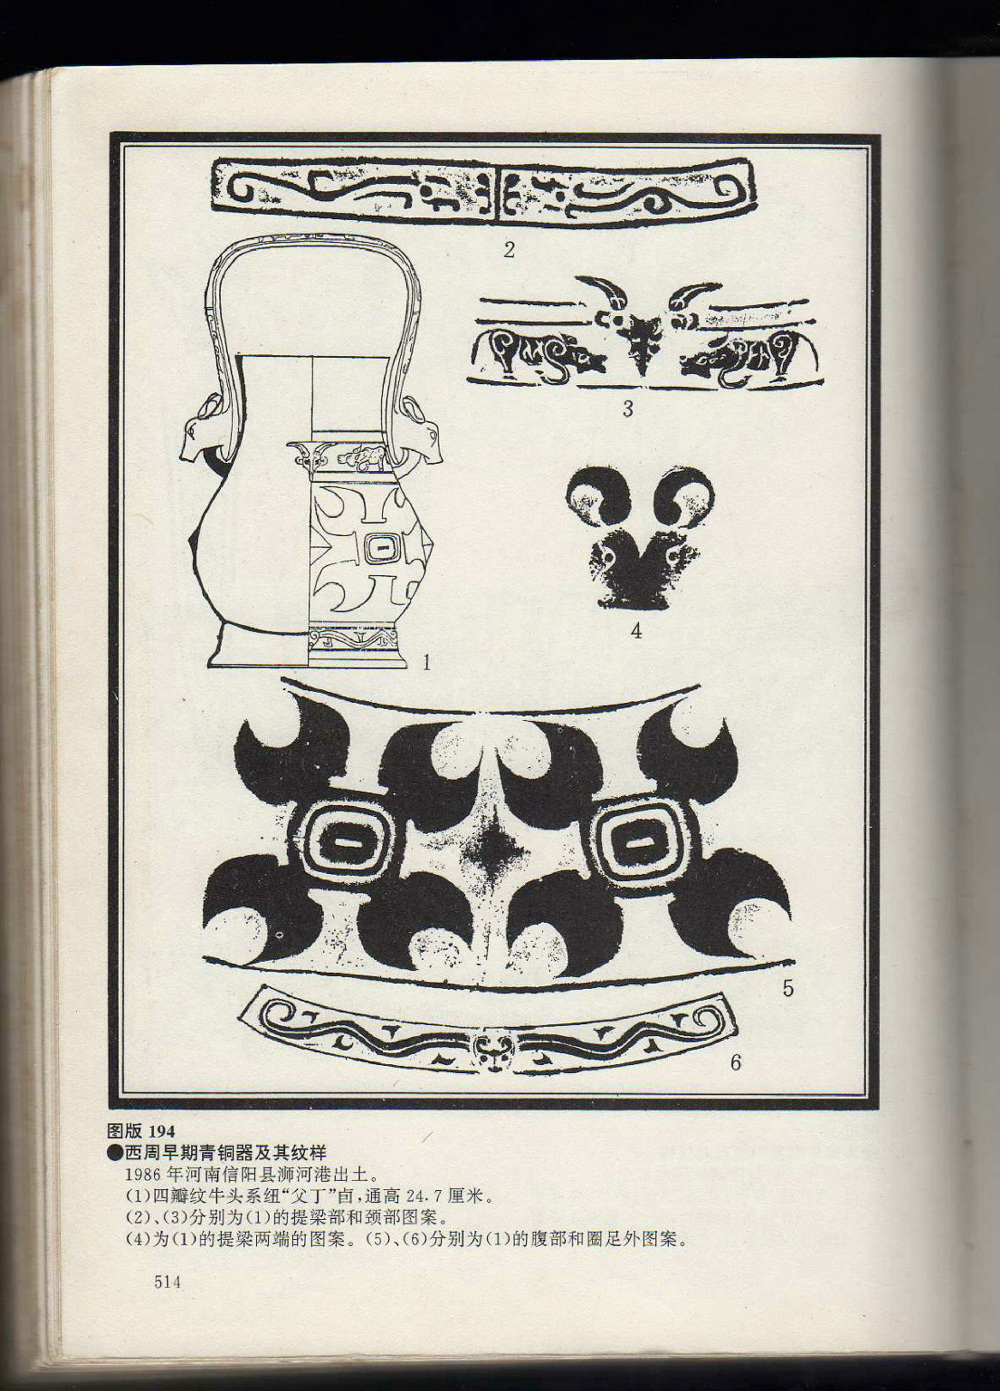 2
3
4
1
5
6
图版 194
●西周早期青铜器及其纹样
1986 年河南信阳县浉河港出土。
(1)四瓣纹牛头系纽“父丁”卣,通高 24.7 厘米。
(2)、(3)分别为(1)的提梁部和颈部图案。
(4)为(1)的提梁两端的图案。(5)、(6)分别为(1)的腹部和圈足外图案。
514